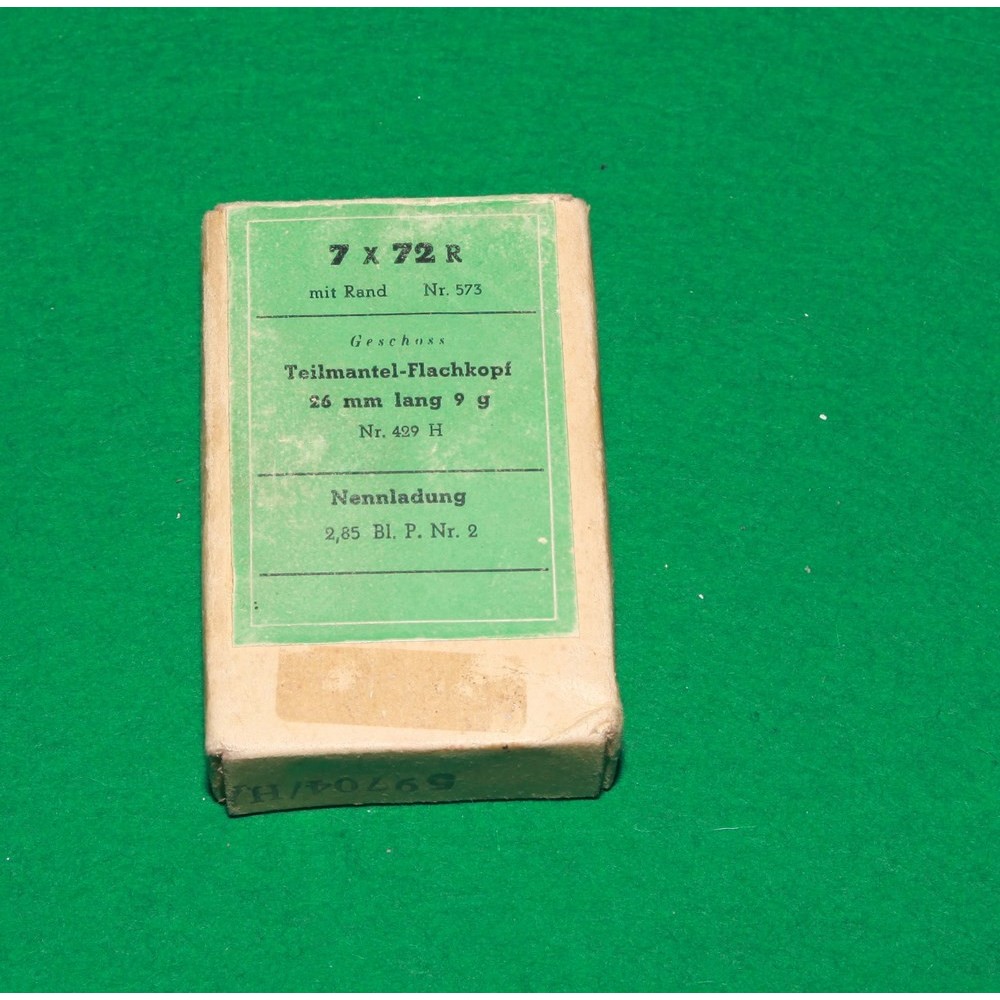 7 x 72 R
mit Rand Nr. 573
Geschoss
Teilmantel-Flachkopf
26 mm lang 9 g
Nr. 429 H
Nennladung
2,85 Bl. P. Nr. 2
59704/H